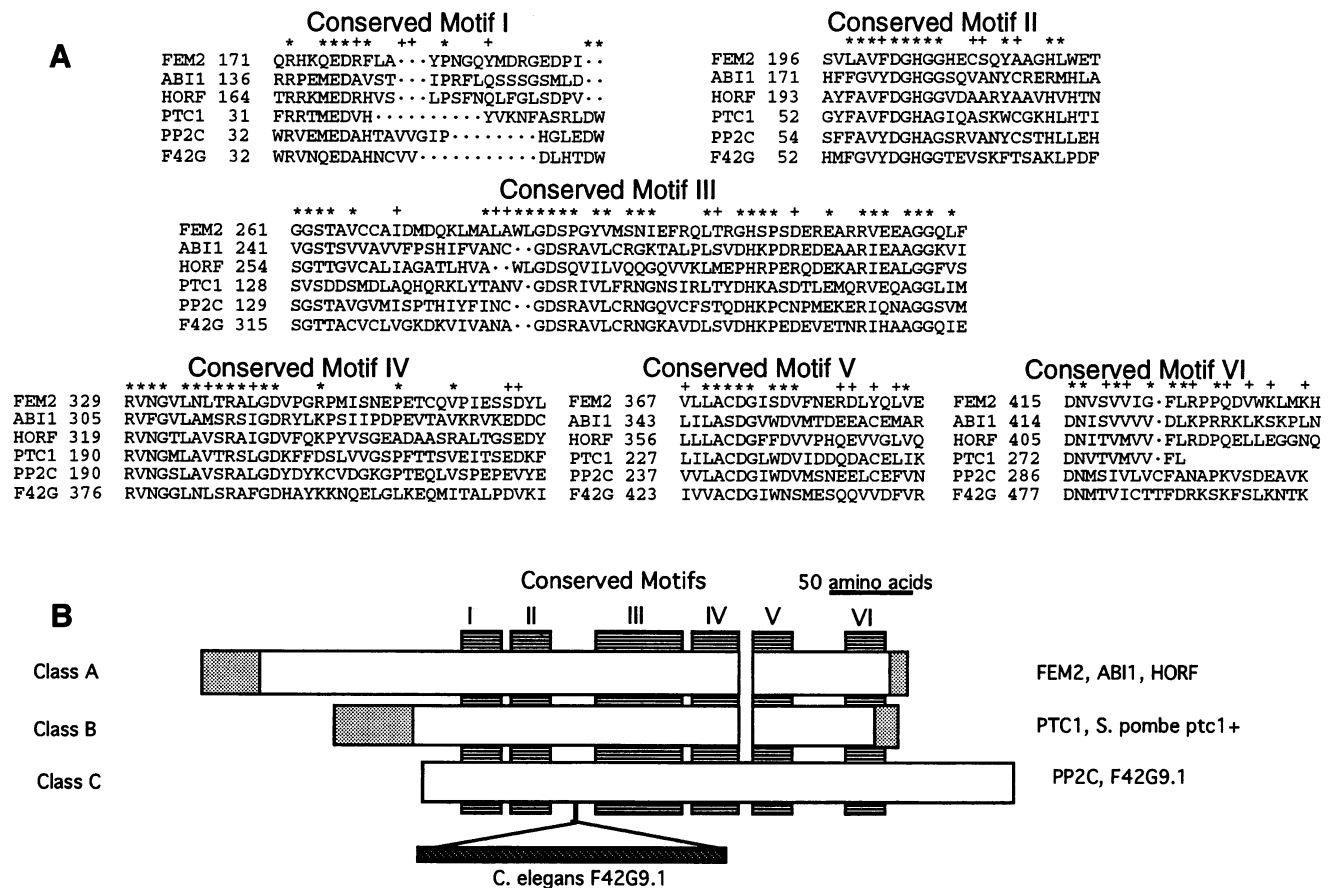 A
Conserved Motif I
* ***+* ++ * + **
FEM2 171 QRHKQEDRFLA···YPNGQYMDRGEDPI··
ABI1 136 RRPEMEDAVST···IPRFLQSSSGSMLD··
HORF 164 TRRKMEDRHVS···LPSFNQLFGLSDPV··
PTC1 31 FRRTMEDVH··········YVKNFASRLDW
PP2C 32 WRVEMEDAHTAVVGIP········HGLEDW
F42G 32 WRVNQEDAHNCVV··········DLHTDW
Conserved Motif II
***+****** ++ ++ **
FEM2 196 SVLAVFDGHGGHECSQYAAGHLWET
ABI1 171 HFFGVYDGHGGSQVANYCRERMHLA
HORF 193 AYFAVFDGHGGVDAARYAAVHVHTN
PTC1 52 GYFAVFDGHAGIQASKWCGKHLHTI
PP2C 54 SFFAVYDGHAGSRVANYCSTHLLEH
F42G 52 HMFGVYDGHGGTEVSKFTSAKLPDF
Conserved Motif III
**** * + *++******* ** *** *+ **** + * *** **** *
FEM2 261 GGSTAVCCAIDMDQKLMALAWLGDSPGYVMSNIEFRQLTRGHSPSDEREARRVEEAGGQLF
ABI1 241 VGSTSVVAVVFPSHIFVANC··GDSRAVLCRGKTALPLSVDHKPDREDEAARIEAAGGKVI
HORF 254 SGTTGVCALIAGATLHVA··WLGDSQVILVQQGQVVKLMEPHRPERQDEKARIEALGGFVS
PTC1 128 SVSDDSMDLAQHQRKLYTANV·GDSRIVLFRNGNSIRLTYDHKASDTLEMQRVEQAGGLIM
PP2C 129 SGSTAVGVMISPTHIYFINC··GDSRAVLCRNGQVCFSTQDHKPCNPMEKERIQNAGGSVM
F42G 315 SGTTACVCLVGKDKVIVANA··GDSRAVLCRNGKAVDLSVDHKPEDEVETNRIHAAGGQIE
Conserved Motif IV
**** **+****+** * * * ++
FEM2 329 RVNGVLNLTRALGDVPGRPMISNEPETCQVPIESSDYL
ABI1 305 RVFGVLAMSRSIGDRYLKPSIIPDPEVTAVKRVKEDDC
HORF 319 RVNGTLAVSRAIGDVFQKPYVSGEADAASRALTGSEDY
PTC1 190 RVNGMLAVTRSLGDKFFDSLVVGSPFTTSVEITSEDKF
PP2C 190 RVNGSLAVSRALGDYDYKCVDGKGPTEQLVSPEPEVYE
F42G 376 RVNGGLNLSRAFGDHAYKKNQELGLKEQMITALPDVKI
Conserved Motif V
+ ***** *** ++ + +*
FEM2 367 VLLACDGISDVFNERDLYQLVE
ABI1 343 LILASDGVWDVMTDEEACEMAR
HORF 356 LLLACDGFFDVVPHQEVVGLVQ
PTC1 227 LILACDGLWDVIDDQDACELIK
PP2C 237 VVLACDGIWDVMSNEELCEFVN
F42G 423 IVVACDGIWNSMESQQVVDFVR
Conserved Motif VI
** ++++ * *** ++ + + +
FEM2 415 DNVSVVIG·FLRPPQDVWKLMKH
ABI1 414 DNISVVVV·DLKPRRKLKSKPLN
HORF 405 DNITVMVV·FLRDPQELLEGGNQ
PTC1 272 DNVTVMVV·FL
PP2C 286 DNMSIVLVCFANAPKVSDEAVK
F42G 477 DNMTVICTTFDRKSKFSLKNTK
B
Conserved Motifs
50 amino acids
I II III IV V VI
Class A
FEM2, ABI1, HORF
Class B
PTC1, S. pombe ptc1+
Class C
PP2C, F42G9.1
C. elegans F42G9.1